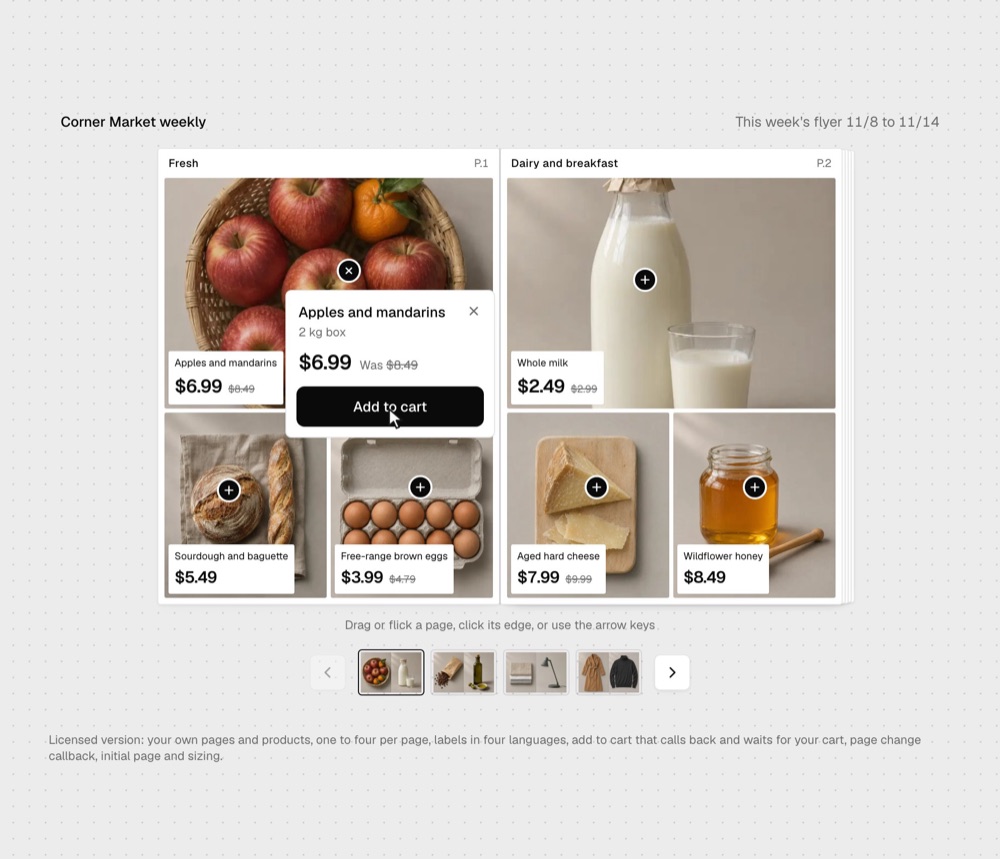 Corner Market weekly
This week's flyer 11/8 to 11/14
Fresh
P.1
Dairy and breakfast
P.2
Apples and mandarins
2 kg box
$6.99 Was $8.49
Add to cart
Apples and mandarins
$6.99 $8.49
Whole milk
$2.49 $2.99
Sourdough and baguette
$5.49
Free-range brown eggs
$3.99 $4.79
Aged hard cheese
$7.99 $9.99
Wildflower honey
$8.49
Drag or flick a page, click its edge, or use the arrow keys
Licensed version: your own pages and products, one to four per page, labels in four languages, add to cart that calls back and waits for your cart, page change
callback, initial page and sizing.